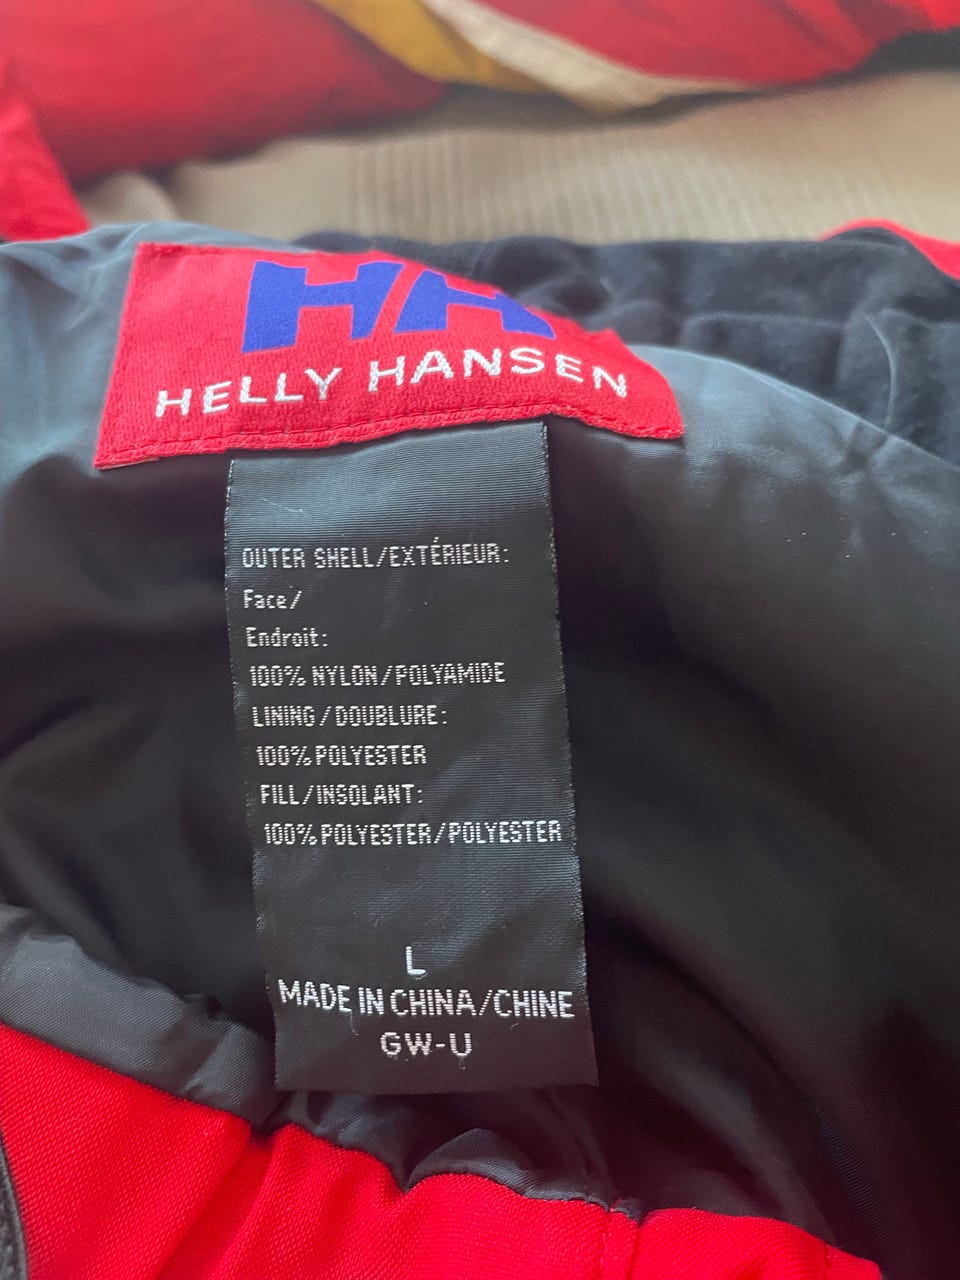 HH
HELLY HANSEN
OUTER SHELL/EXTÉRIEUR:
Face/
Endroit:
100% NYLON/POLYAMIDE
LINING/DOUBLURE:
100% POLYESTER
FILL/INSOLANT:
100% POLYESTER/POLYESTER
L
MADE IN CHINA/CHINE
GW-U